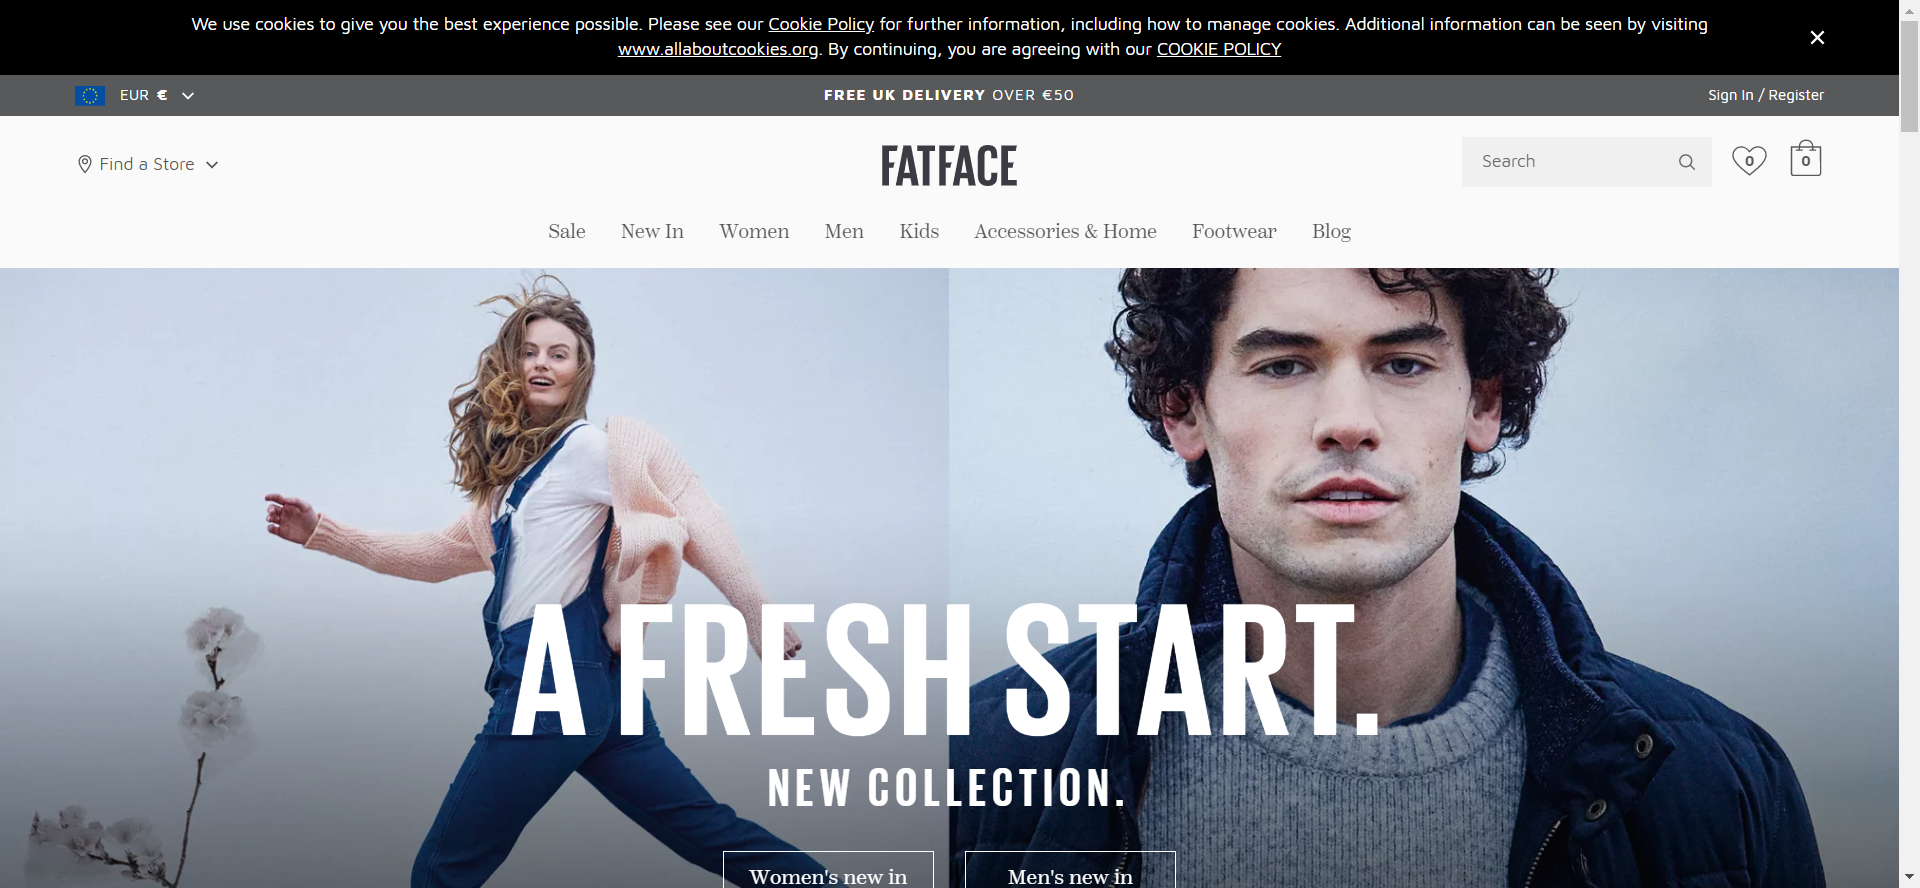 We use cookies to give you the best experience possible. Please see our Cookie Policy for further information, including how to manage cookies. Additional information can be seen by visiting
www.allaboutcookies.org. By continuing, you are agreeing with our COOKIE POLICY
EUR €
FREE UK DELIVERY OVER €50
Sign In / Register
Find a Store
FATFACE
Search
0
0
Sale New In Women Men Kids Accessories & Home Footwear Blog
A FRESH START.
NEW COLLECTION.
Women's new in
Men's new in